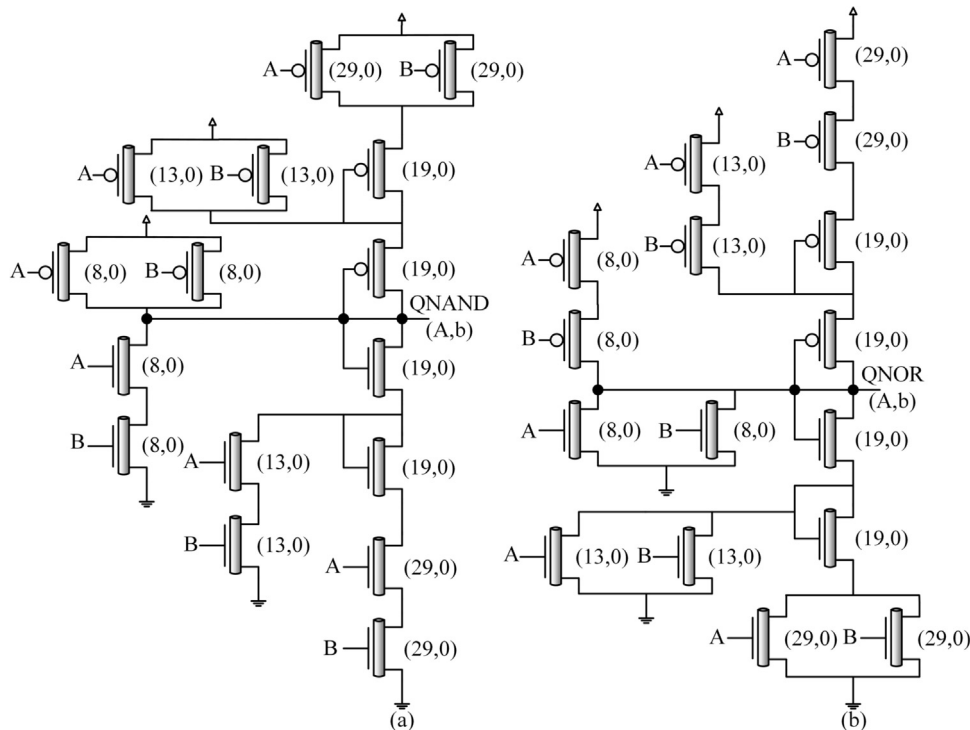 A (29,0) B (29,0)
A (13,0) B (13,0) (19,0)
A (8,0) B (8,0) (19,0)
QNAND
(A,b)
A (8,0) (19,0)
B (8,0) A (13,0) (19,0)
B (13,0) A (29,0)
B (29,0)
(a)
A (29,0)
A (13,0) B (29,0)
A (8,0) B (13,0) (19,0)
B (8,0) (19,0)
QNOR
(A,b)
A (8,0) B (8,0) (19,0)
A (13,0) B (13,0) (19,0)
A (29,0) B (29,0)
(b)